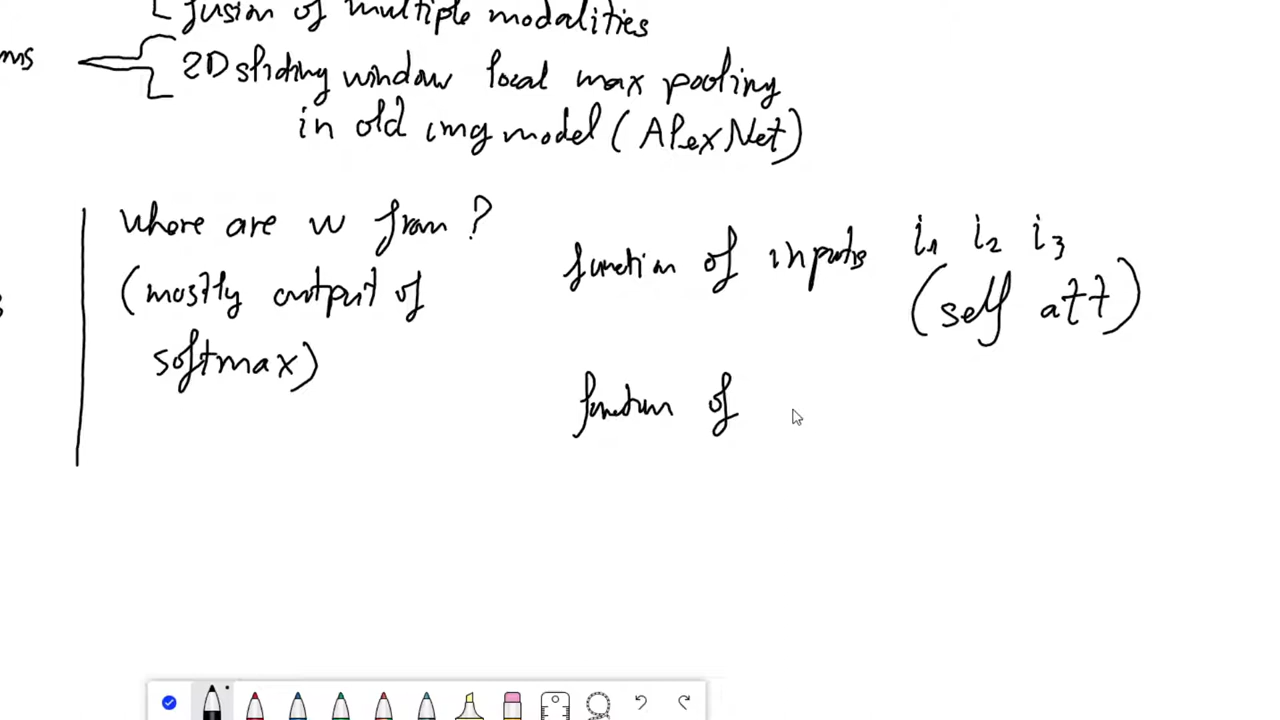 fusion of multiple modalities
ms
2D sliding window local max pooling
in old img model (AlexNet)
where are w from ?
(mostly output of
softmax)
function of inputs i1 i2 i3
(self att)
function of